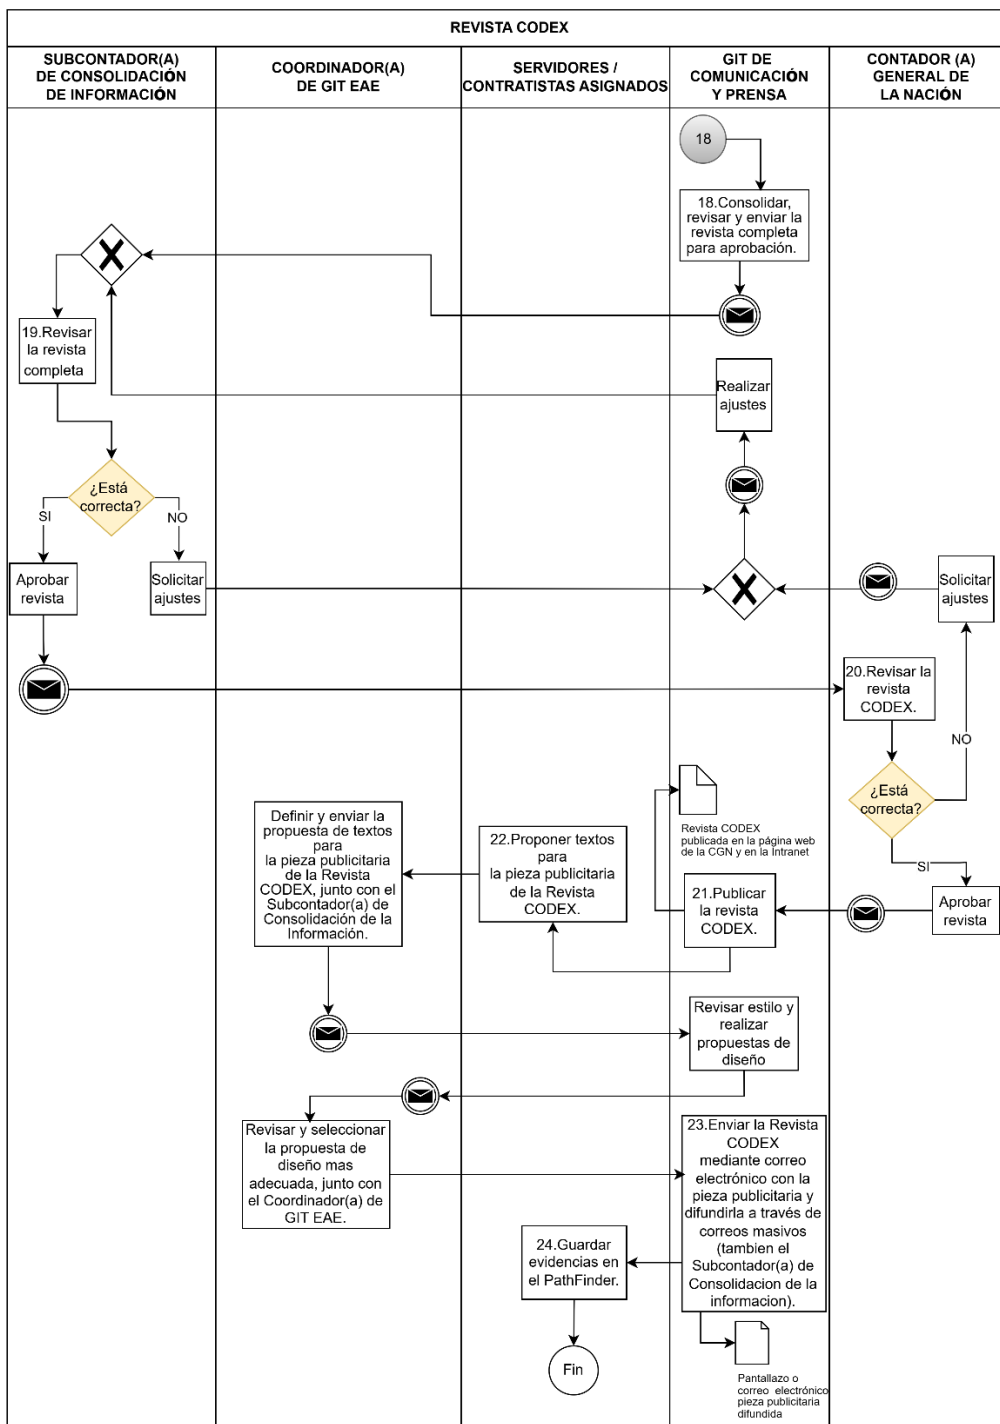 REVISTA CODEX
SUBCONTADOR(A)
DE CONSOLIDACIÓN
DE INFORMACIÓN
COORDINADOR(A)
DE GIT EAE
SERVIDORES /
CONTRATISTAS ASIGNADOS
GIT DE
COMUNICACIÓN
Y PRENSA
CONTADOR (A)
GENERAL DE
LA NACIÓN
18
18.Consolidar,
revisar y enviar la
revista completa
para aprobación.
19.Revisar
la revista
completa
Realizar
ajustes
¿Está
correcta?
SI
NO
Aprobar
revista
Solicitar
ajustes
Solicitar
ajustes
20.Revisar la
revista
CODEX.
NO
¿Está
correcta?
SI
Aprobar
revista
Revista CODEX
publicada en la página web
de la CGN y en la Intranet
21.Publicar
la revista
CODEX.
22.Proponer textos
para
la pieza publicitaria
de la Revista
CODEX.
Definir y enviar la
propuesta de textos
para
la pieza publicitaria
de la Revista
CODEX, junto con el
Subcontador(a) de
Consolidación de la
Información.
Revisar estilo y
realizar
propuestas de
diseño
Revisar y seleccionar
la propuesta de
diseño mas
adecuada, junto con
el Coordinador(a) de
GIT EAE.
23.Enviar la Revista
CODEX
mediante correo
electrónico con la
pieza publicitaria y
difundirla a través de
correos masivos
(tambien el
Subcontador(a) de
Consolidacion de la
informacion).
24.Guardar
evidencias en
el PathFinder.
Fin
Pantallazo o
correo electrónico
pieza publicitaria
difundida